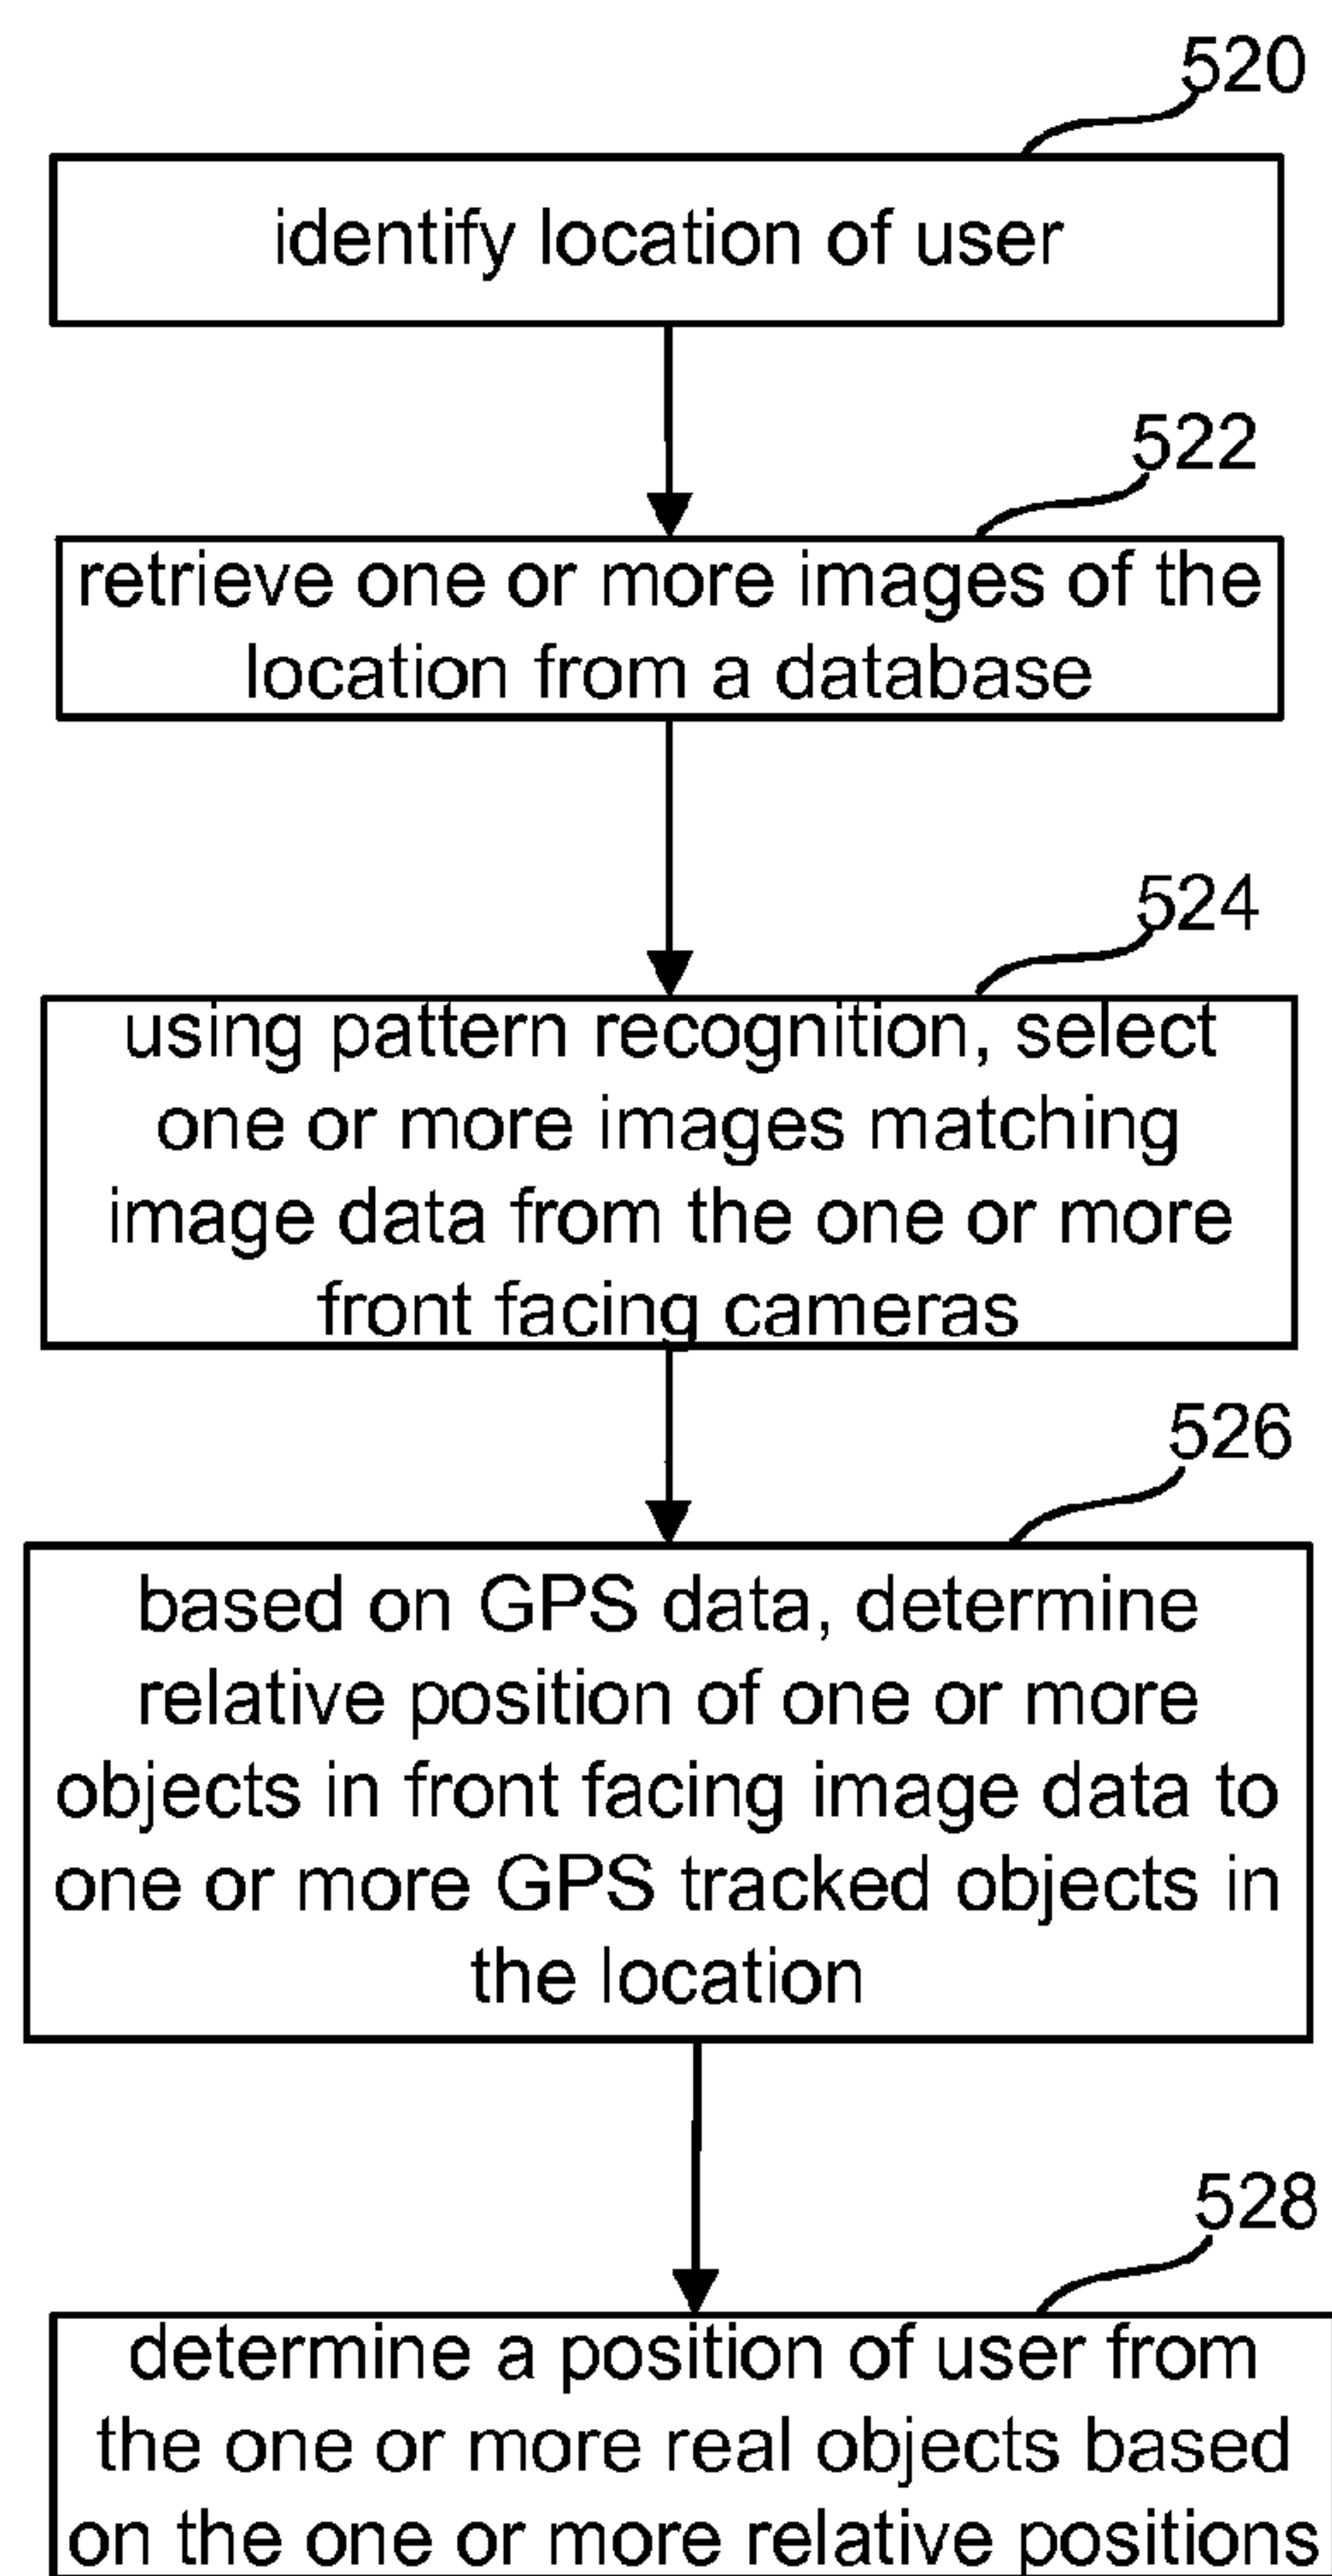 520
identify location of user
522
retrieve one or more images of the
location from a database
524
using pattern recognition, select
one or more images matching
image data from the one or more
front facing cameras
526
based on GPS data, determine
relative position of one or more
objects in front facing image data to
one or more GPS tracked objects in
the location
528
determine a position of user from
the one or more real objects based
on the one or more relative positions